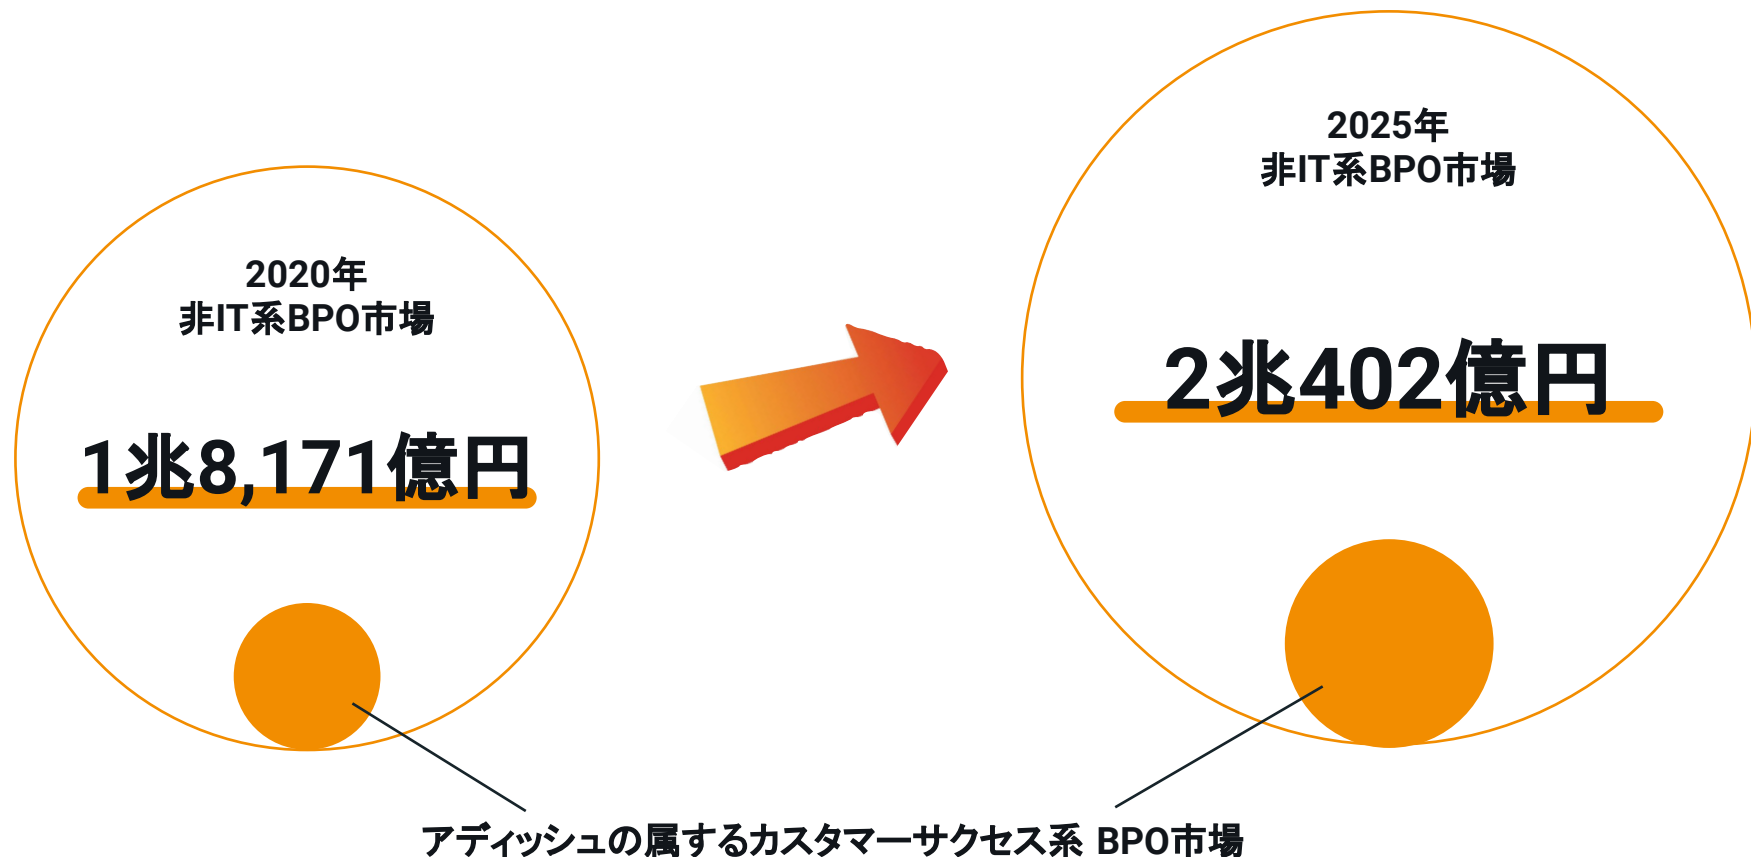 2020年
非IT系BPO市場
1兆8,171億円
2025年
非IT系BPO市場
2兆402億円
アディッシュの属するカスタマーサクセス系 BPO市場